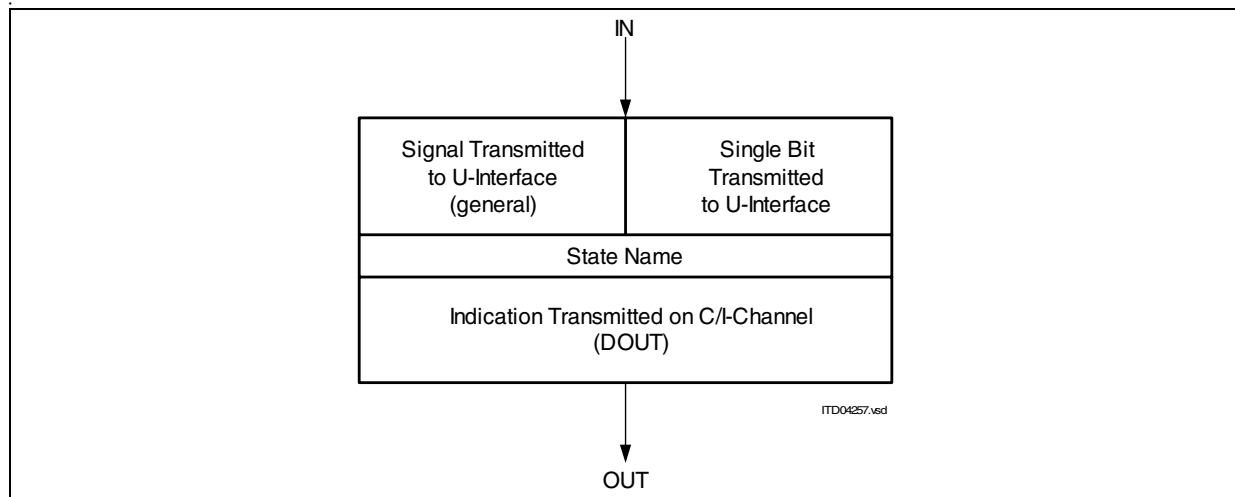 IN
Signal Transmitted
to U-Interface
(general)
Single Bit
Transmitted
to U-Interface
State Name
Indication Transmitted on C/I-Channel
(DOUT)
ITD04257.vsd
OUT